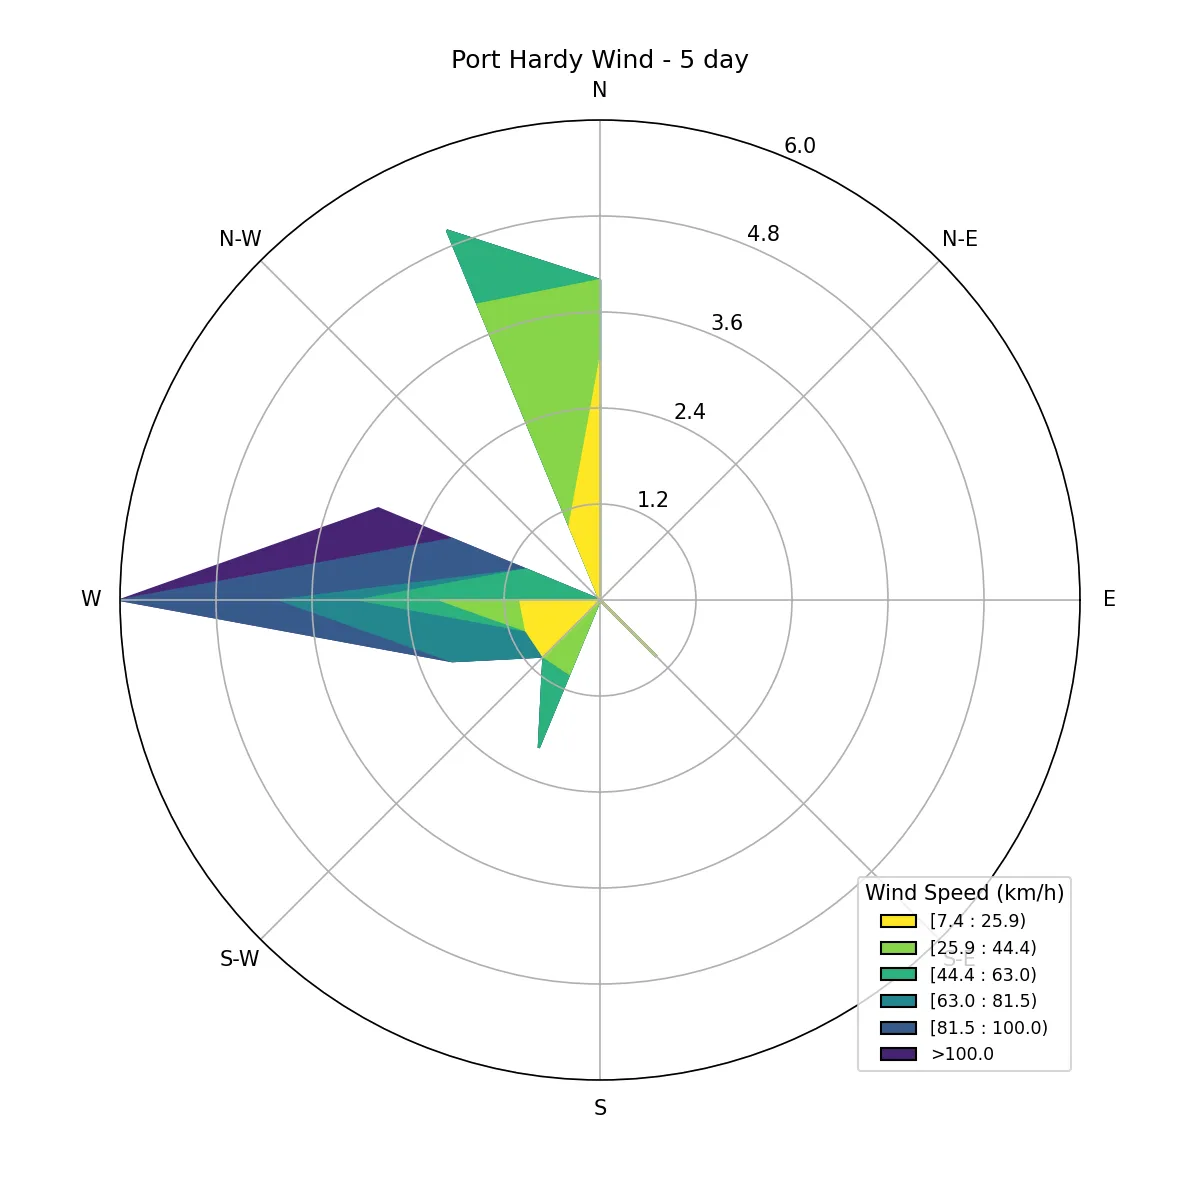 Port Hardy Wind - 5 day
N
6.0
N-W
N-E
4.8
3.6
2.4
1.2
W
E
Wind Speed (km/h)
[7.4 : 25.9)
[25.9 : 44.4)
S-W
S-E
[44.4 : 63.0)
[63.0 : 81.5)
[81.5 : 100.0)
>100.0
S